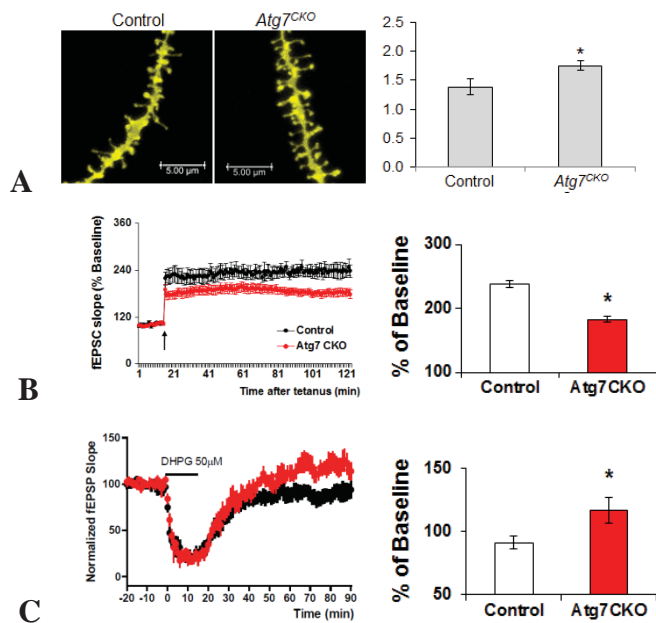 Control
Atg7CKO
5.00 µm
5.00 µm
2.5
2.0
1.5
1.0
0.5
0.0
*
Control
Atg7CKO
A
fEPSC slope (% Baseline)
360
240
120
0
Control
Atg7 CKO
1 21 41 61 81 101 121
Time after tetanus (min)
% of Baseline
300
200
100
*
Control Atg7CKO
B
Normalized fEPSP Slope
150
100
50
0
DHPG 50µM
-20 -10 0 10 20 30 40 50 60 70 80 90
Time (min)
% of Baseline
150
100
50
*
Control Atg7CKO
C